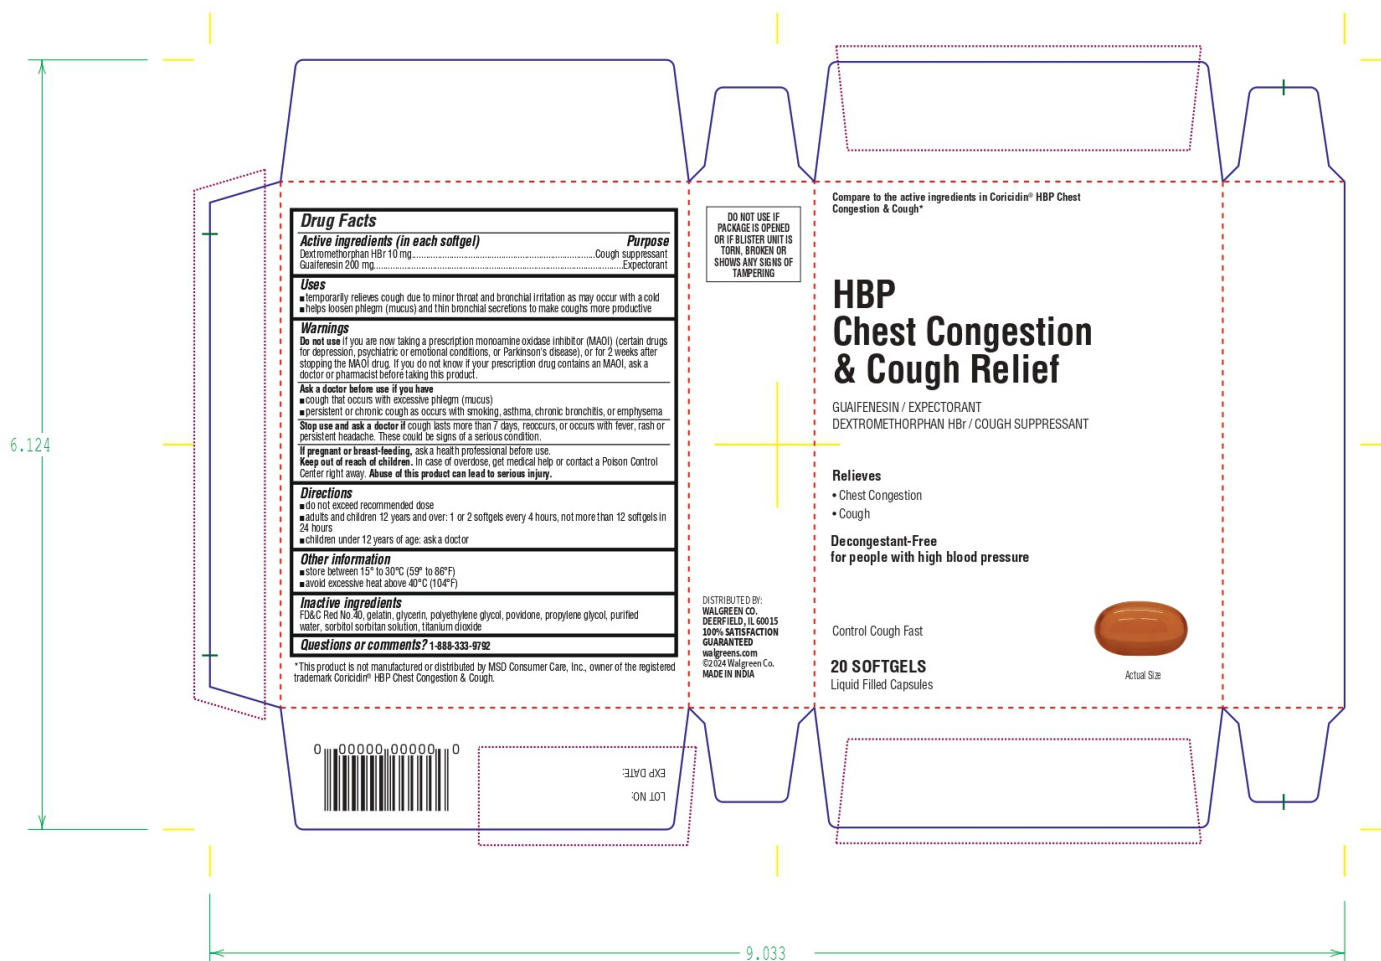 Drug Facts
Active ingredients (in each softgel) Purpose
Dextromethorphan HBr 10 mg......................................................................Cough suppressant
Guaifenesin 200 mg...............................................................................................Expectorant
Uses
■ temporarily relieves cough due to minor throat and bronchial irritation as may occur with a cold
■ helps loosen phlegm (mucus) and thin bronchial secretions to make coughs more productive
Warnings
Do not use if you are now taking a prescription monoamine oxidase inhibitor (MAOI) (certain drugs
for depression, psychiatric or emotional conditions, or Parkinson's disease), or for 2 weeks after
stopping the MAOI drug. If you do not know if your prescription drug contains an MAOI, ask a
doctor or pharmacist before taking this product.
Ask a doctor before use if you have
■ cough that occurs with excessive phlegm (mucus)
■ persistent or chronic cough as occurs with smoking, asthma, chronic bronchitis, or emphysema
Stop use and ask a doctor if cough lasts more than 7 days, reoccurs, or occurs with fever, rash or
persistent headache. These could be signs of a serious condition.
If pregnant or breast-feeding, ask a health professional before use.
Keep out of reach of children. In case of overdose, get medical help or contact a Poison Control
Center right away. Abuse of this product can lead to serious injury.
Directions
■ do not exceed recommended dose
■ adults and children 12 years and over: 1 or 2 softgels every 4 hours, not more than 12 softgels in
24 hours
■ children under 12 years of age: ask a doctor
Other information
■ store between 15° to 30°C (59° to 86°F)
■ avoid excessive heat above 40°C (104°F)
Inactive ingredients
FD&C Red No.40, gelatin, glycerin, polyethylene glycol, povidone, propylene glycol, purified
water, sorbitol sorbitan solution, titanium dioxide
Questions or comments? 1-888-333-9792
*This product is not manufactured or distributed by MSD Consumer Care, Inc., owner of the registered
trademark Coricidin® HBP Chest Congestion & Cough.
0 00000 00000 0
EXP DATE:
LOT NO:
DO NOT USE IF
PACKAGE IS OPENED
OR IF BLISTER UNIT IS
TORN, BROKEN OR
SHOWS ANY SIGNS OF
TAMPERING
DISTRIBUTED BY:
WALGREEN CO.
DEERFIELD, IL 60015
100% SATISFACTION
GUARANTEED
walgreens.com
©2024 Walgreen Co.
MADE IN INDIA
Compare to the active ingredients in Coricidin® HBP Chest
Congestion & Cough*
HBP
Chest Congestion
& Cough Relief
GUAIFENESIN / EXPECTORANT
DEXTROMETHORPHAN HBr / COUGH SUPPRESSANT
Relieves
• Chest Congestion
• Cough
Decongestant-Free
for people with high blood pressure
Control Cough Fast
20 SOFTGELS
Liquid Filled Capsules
Actual Size
6.124
9.033